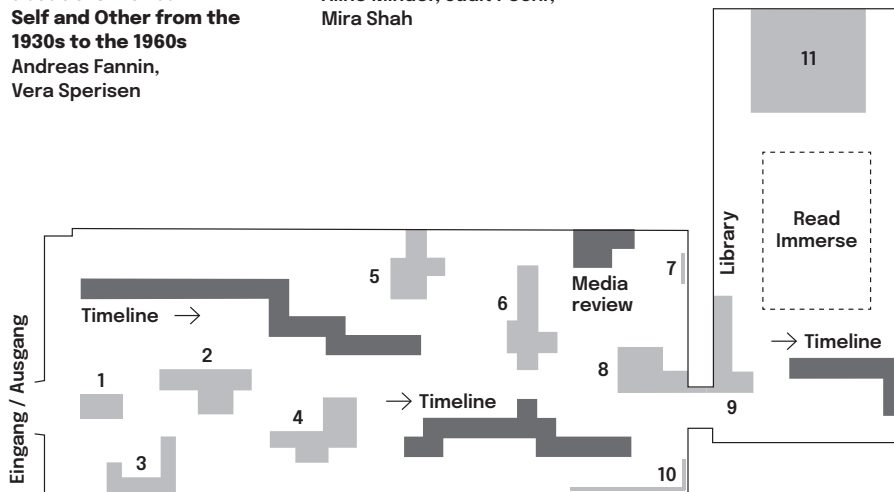 Self and Other from the
1930s to the 1960s
Andreas Fannin,
Vera Sperisen
Mira Shah
11
Library
Read
Immerse
5
6
7
Media
review
Timeline →
→ Timeline
Eingang / Ausgang
1
2
8
→ Timeline
9
4
3
10